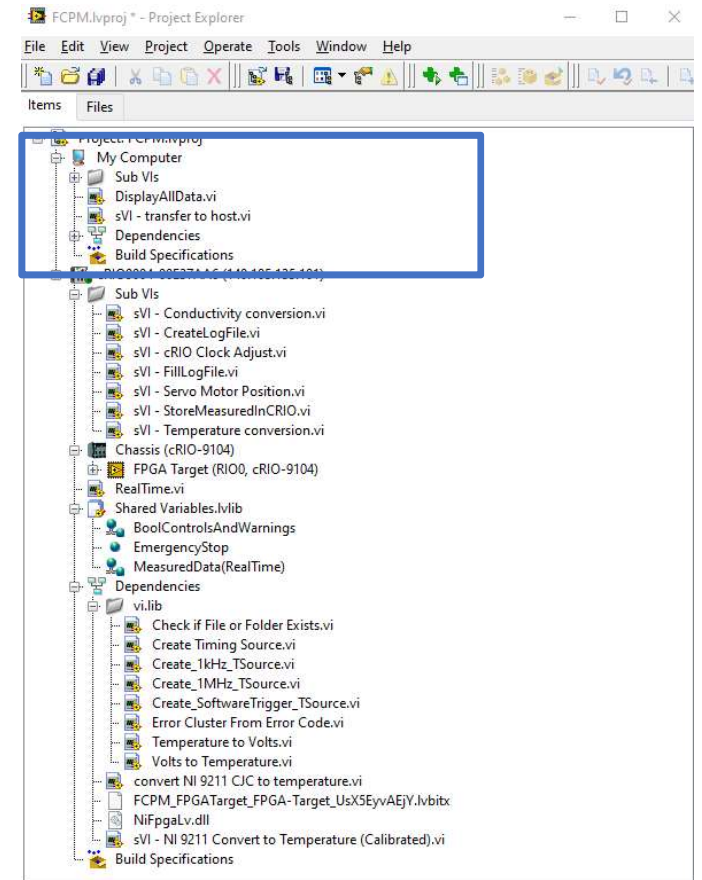 FCPM.lvproj * - Project Explorer
File Edit View Project Operate Tools Window Help
Items Files
Project: FCPM.lvproj
My Computer
Sub VIs
DisplayAllData.vi
sVI - transfer to host.vi
Dependencies
Build Specifications
Sub VIs
sVI - Conductivity conversion.vi
sVI - CreateLogFile.vi
sVI - cRIO Clock Adjust.vi
sVI - FillLogFile.vi
sVI - Servo Motor Position.vi
sVI - StoreMeasuredInCRIO.vi
sVI - Temperature conversion.vi
Chassis (cRIO-9104)
FPGA Target (RIO0, cRIO-9104)
RealTime.vi
Shared Variables.lvlib
BoolControlsAndWarnings
EmergencyStop
MeasuredData(RealTime)
Dependencies
vi.lib
Check if File or Folder Exists.vi
Create Timing Source.vi
Create_1kHz_TSource.vi
Create_1MHz_TSource.vi
Create_SoftwareTrigger_TSource.vi
Error Cluster From Error Code.vi
Temperature to Volts.vi
Volts to Temperature.vi
convert NI 9211 CJC to temperature.vi
FCPM_FPGATarget_FPGA-Target_UsX5EyvAEjY.lvbitx
NiFpgaLv.dll
sVI - NI 9211 Convert to Temperature (Calibrated).vi
Build Specifications